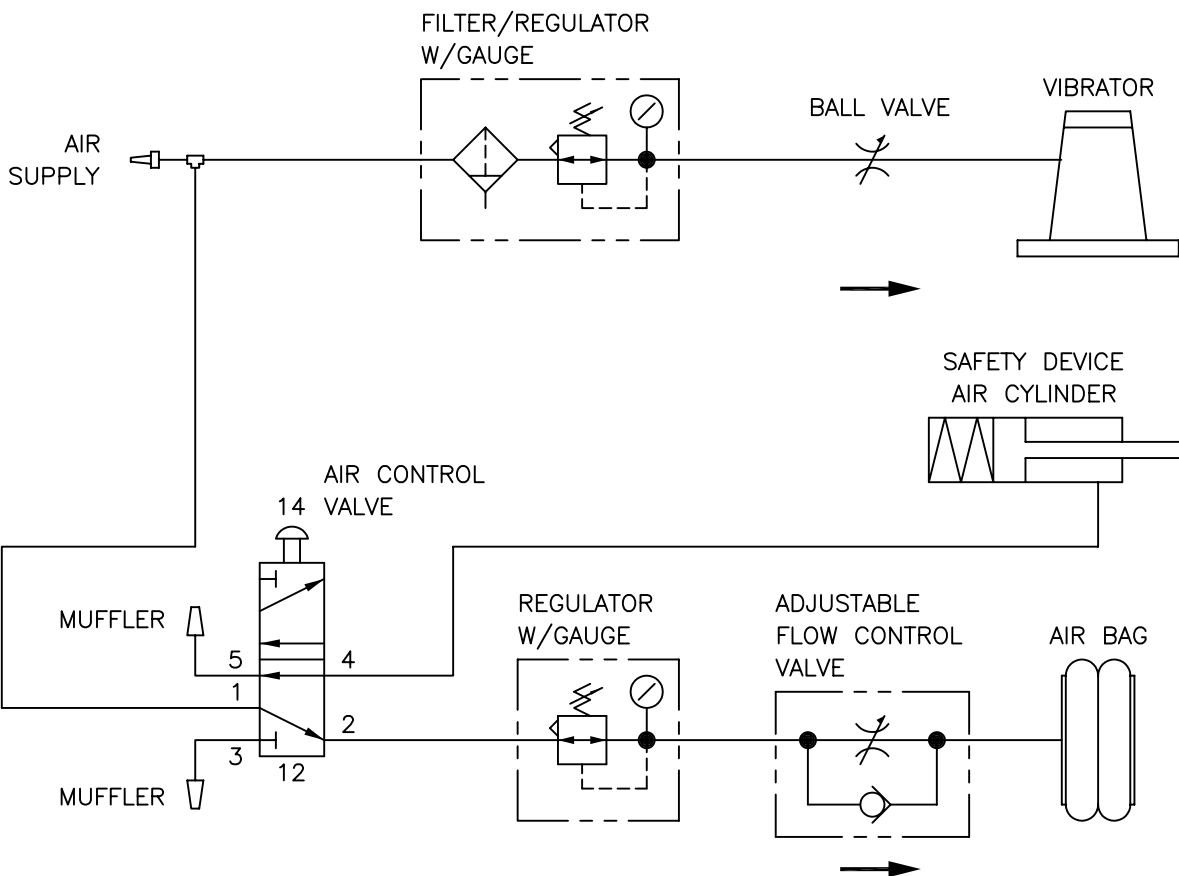 FILTER/REGULATOR
W/GAUGE
BALL VALVE
VIBRATOR
AIR
SUPPLY
SAFETY DEVICE
AIR CYLINDER
AIR CONTROL
VALVE
14
MUFFLER
5
4
1
2
3
12
MUFFLER
REGULATOR
W/GAUGE
ADJUSTABLE
FLOW CONTROL
VALVE
AIR BAG